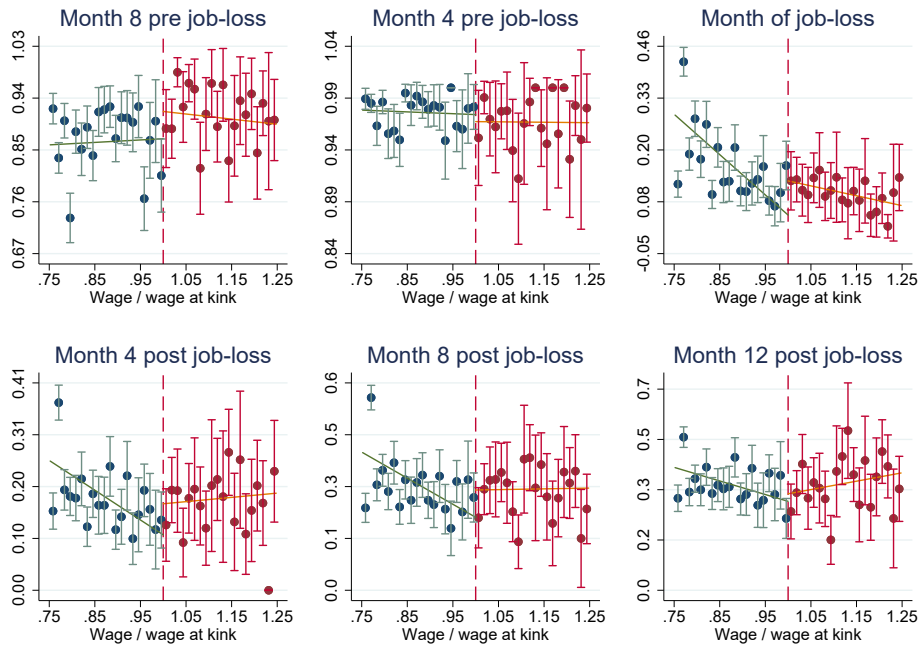 Month 8 pre job-loss
1.03
0.94
0.85
0.76
0.67
.75 .85 .95 1.05 1.15 1.25
Wage / wage at kink
Month 4 pre job-loss
1.04
0.99
0.94
0.89
0.84
.75 .85 .95 1.05 1.15 1.25
Wage / wage at kink
Month of job-loss
0.46
0.33
0.20
0.08
-0.05
.75 .85 .95 1.05 1.15 1.25
Wage / wage at kink
Month 4 post job-loss
0.41
0.31
0.20
0.10
0.00
.75 .85 .95 1.05 1.15 1.25
Wage / wage at kink
Month 8 post job-loss
0.6
0.5
0.3
0.2
0.0
.75 .85 .95 1.05 1.15 1.25
Wage / wage at kink
Month 12 post job-loss
0.7
0.5
0.3
0.2
0.0
.75 .85 .95 1.05 1.15 1.25
Wage / wage at kink